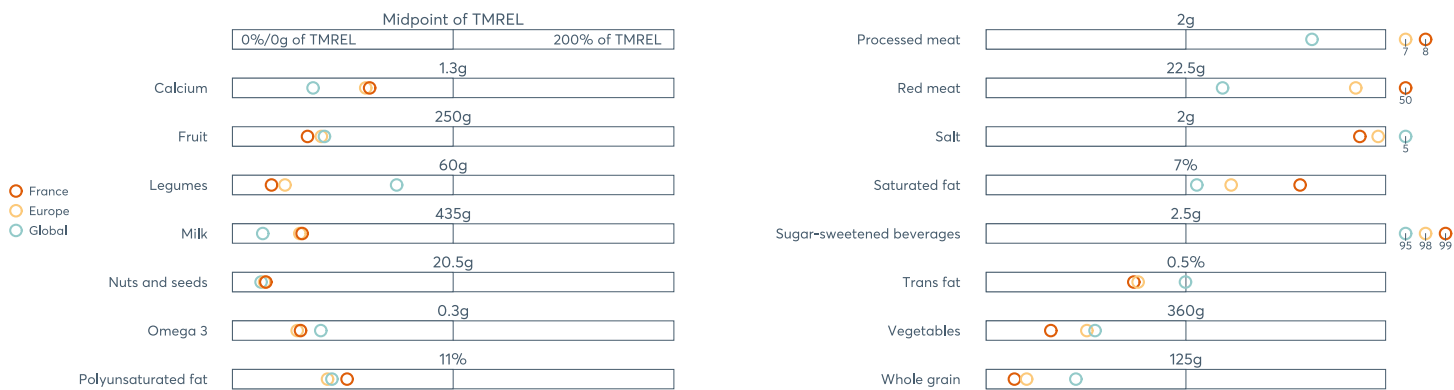 Midpoint of TMREL
0%/0g of TMREL
200% of TMREL
1.3g
Calcium
250g
Fruit
60g
Legumes
435g
Milk
20.5g
Nuts and seeds
0.3g
Omega 3
11%
Polyunsaturated fat
France
Europe
Global
2g
Processed meat
7
8
22.5g
Red meat
50
2g
Salt
5
7%
Saturated fat
2.5g
Sugar-sweetened beverages
95
98
99
0.5%
Trans fat
360g
Vegetables
125g
Whole grain